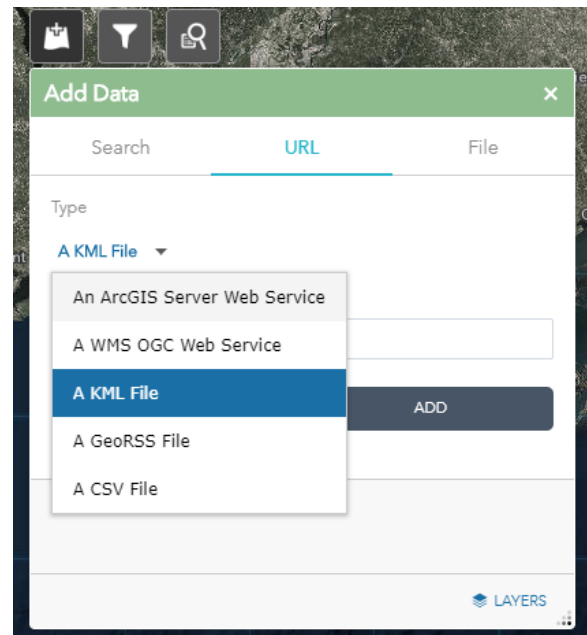 Add Data
Search URL File
Type
A KML File
An ArcGIS Server Web Service
A WMS OGC Web Service
A KML File
ADD
A GeoRSS File
A CSV File
LAYERS